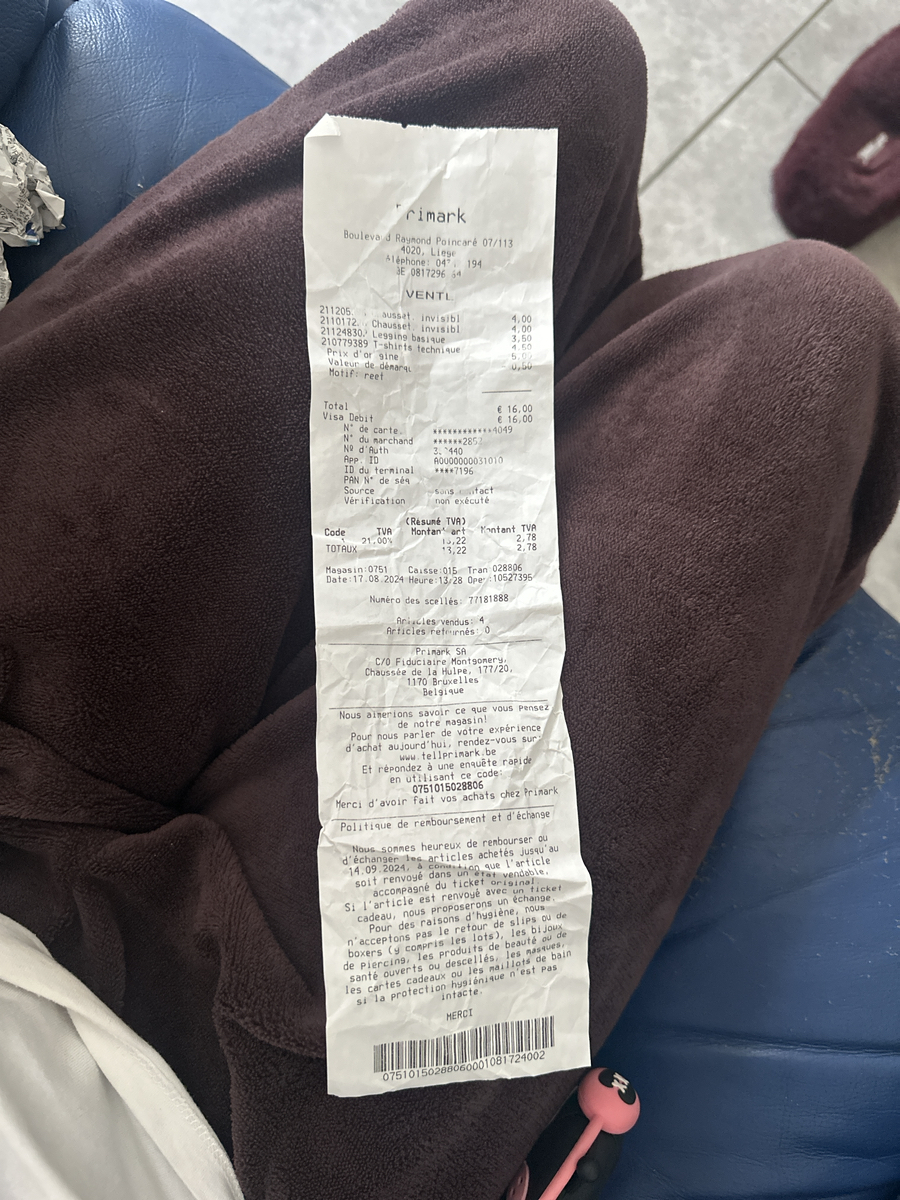 Primark
Boulevard Raymond Poincaré 07/113
4020, Liege
194
BE 0817296
VENTE
211205. invisibl 4,00
2110172. Chausset. invisibl 4,00
21124830. Legging basique 3,50
210779389 T-shirts technique 4,50
Prix d'origine 5,00
Valeur de démarq 0,50
Motif: reef
Total € 16,00
Visa Debit € 16,00
N° de carte. ************4049
N° du marchand ******2852
Nº d'Auth
App. ID A0000000031010
ID du terminal ****7196
PAN N° de séq
Source sans contact
Vérification non exécuté
(Résumé TVA)
Code TVA Montant Montant TVA
21.00% 13,22 2,78
TOTAUX 13,22 2,78
Magasin:0751 Caisse:015 Tran 028806
Date:17.08.2024 Heure:13:28 Oper:10527395
Numéro des scellés: 77181888
Articles vendus: 4
Articles retournés: 0
Primark SA
C/O Fiduciaire Montgomery,
Chaussée de la Hulpe, 177/20,
1170 Bruxelles
Belgique
Nous aimerions savoir ce que vous pensez
de notre magasin!
Pour nous parler de votre expérience
d'achat aujourd'hui, rendez-vous sur:
www.tellprimark.be
Et répondez à une enquête rapide
en utilisant ce code:
0751015028806
Merci d'avoir fait vos achats chez Primark
Politique de remboursement et d'échange
Nous sommes heureux de rembourser ou
d'échanger les articles achetés jusqu'au
14.09.2024, à condition que l'article
soit renvoyé dans un état vendable,
accompagné du ticket original.
Si l'article est renvoyé avec un ticket
cadeau, nous proposerons un échange.
Pour des raisons d'hygiène, nous
n'acceptons pas le retour de slips ou de
boxers (y compris les lots), les bijoux
de piercing, les produits de beauté ou de
santé ouverts ou descellés, les masques,
les cartes cadeaux ou les maillots de bain
si la protection hygiénique n'est pas
intacte.
MERCI
07510150288060001081724002